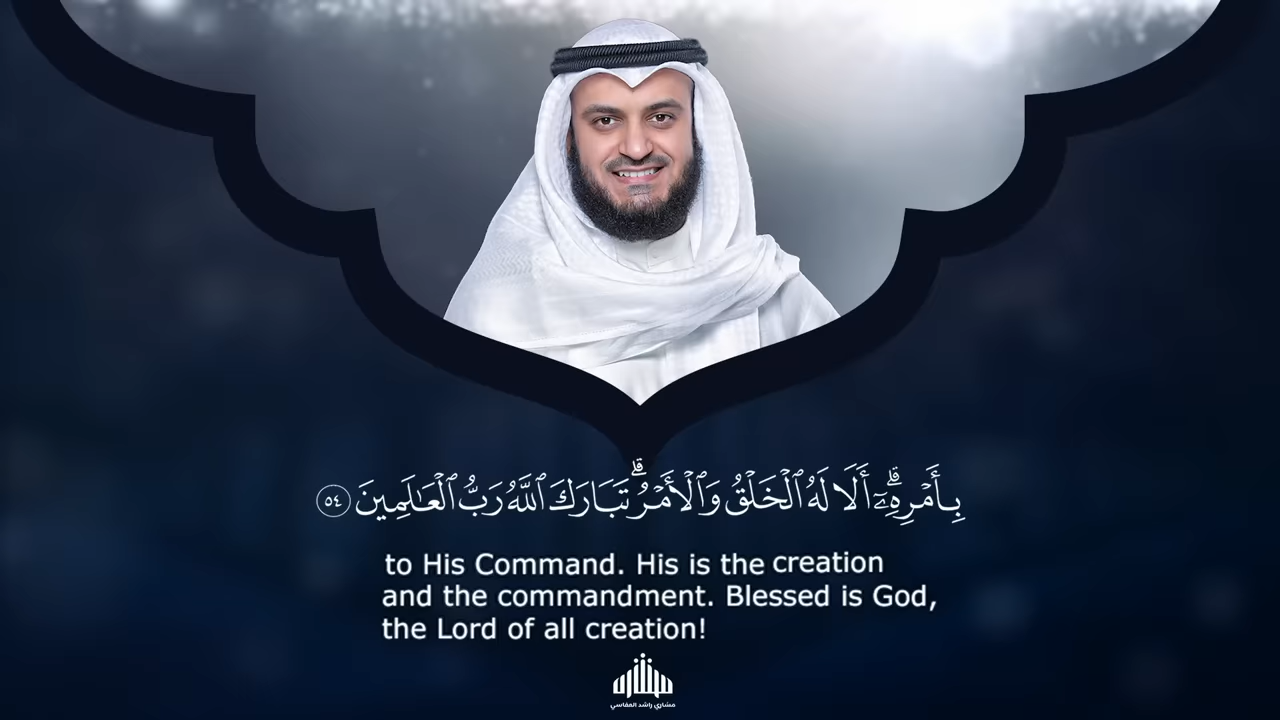 بِأَمْرِهِۦٓ ۗ أَلَا لَهُ ٱلْخَلْقُ وَٱلْأَمْرُ ۗ تَبَارَكَ ٱللَّهُ رَبُّ ٱلْعَـٰلَمِينَ ٥٤
to His Command. His is the creation
and the commandment. Blessed is God,
the Lord of all creation!
مشاري راشد العفاسي